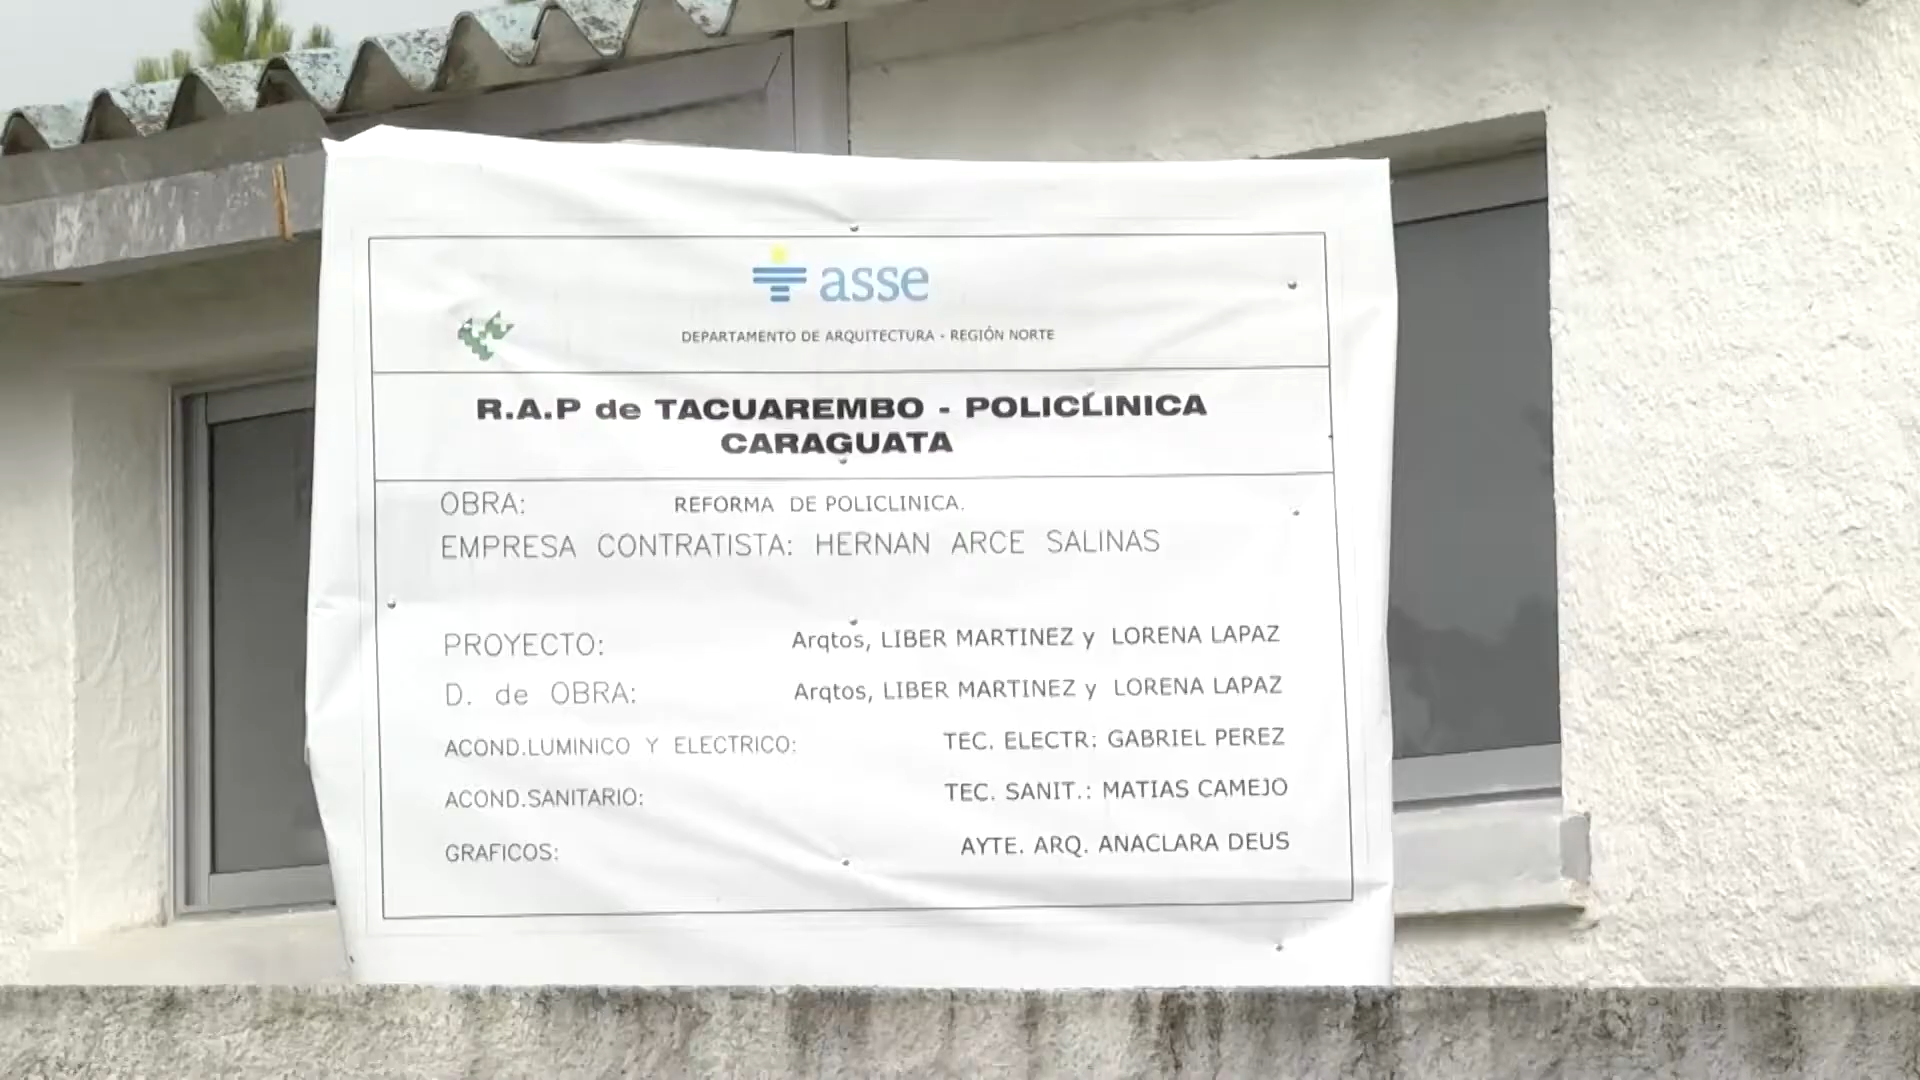 asse
DEPARTAMENTO DE ARQUITECTURA - REGIÓN NORTE
R.A.P de TACUAREMBO - POLICLINICA
CARAGUATA
OBRA: REFORMA DE POLICLINICA.
EMPRESA CONTRATISTA: HERNAN ARCE SALINAS
PROYECTO: Arqtos, LIBER MARTINEZ y LORENA LAPAZ
D. de OBRA: Arqtos, LIBER MARTINEZ y LORENA LAPAZ
ACOND.LUMINICO Y ELECTRICO: TEC. ELECTR: GABRIEL PEREZ
ACOND.SANITARIO: TEC. SANIT.: MATIAS CAMEJO
GRAFICOS: AYTE. ARQ. ANACLARA DEUS